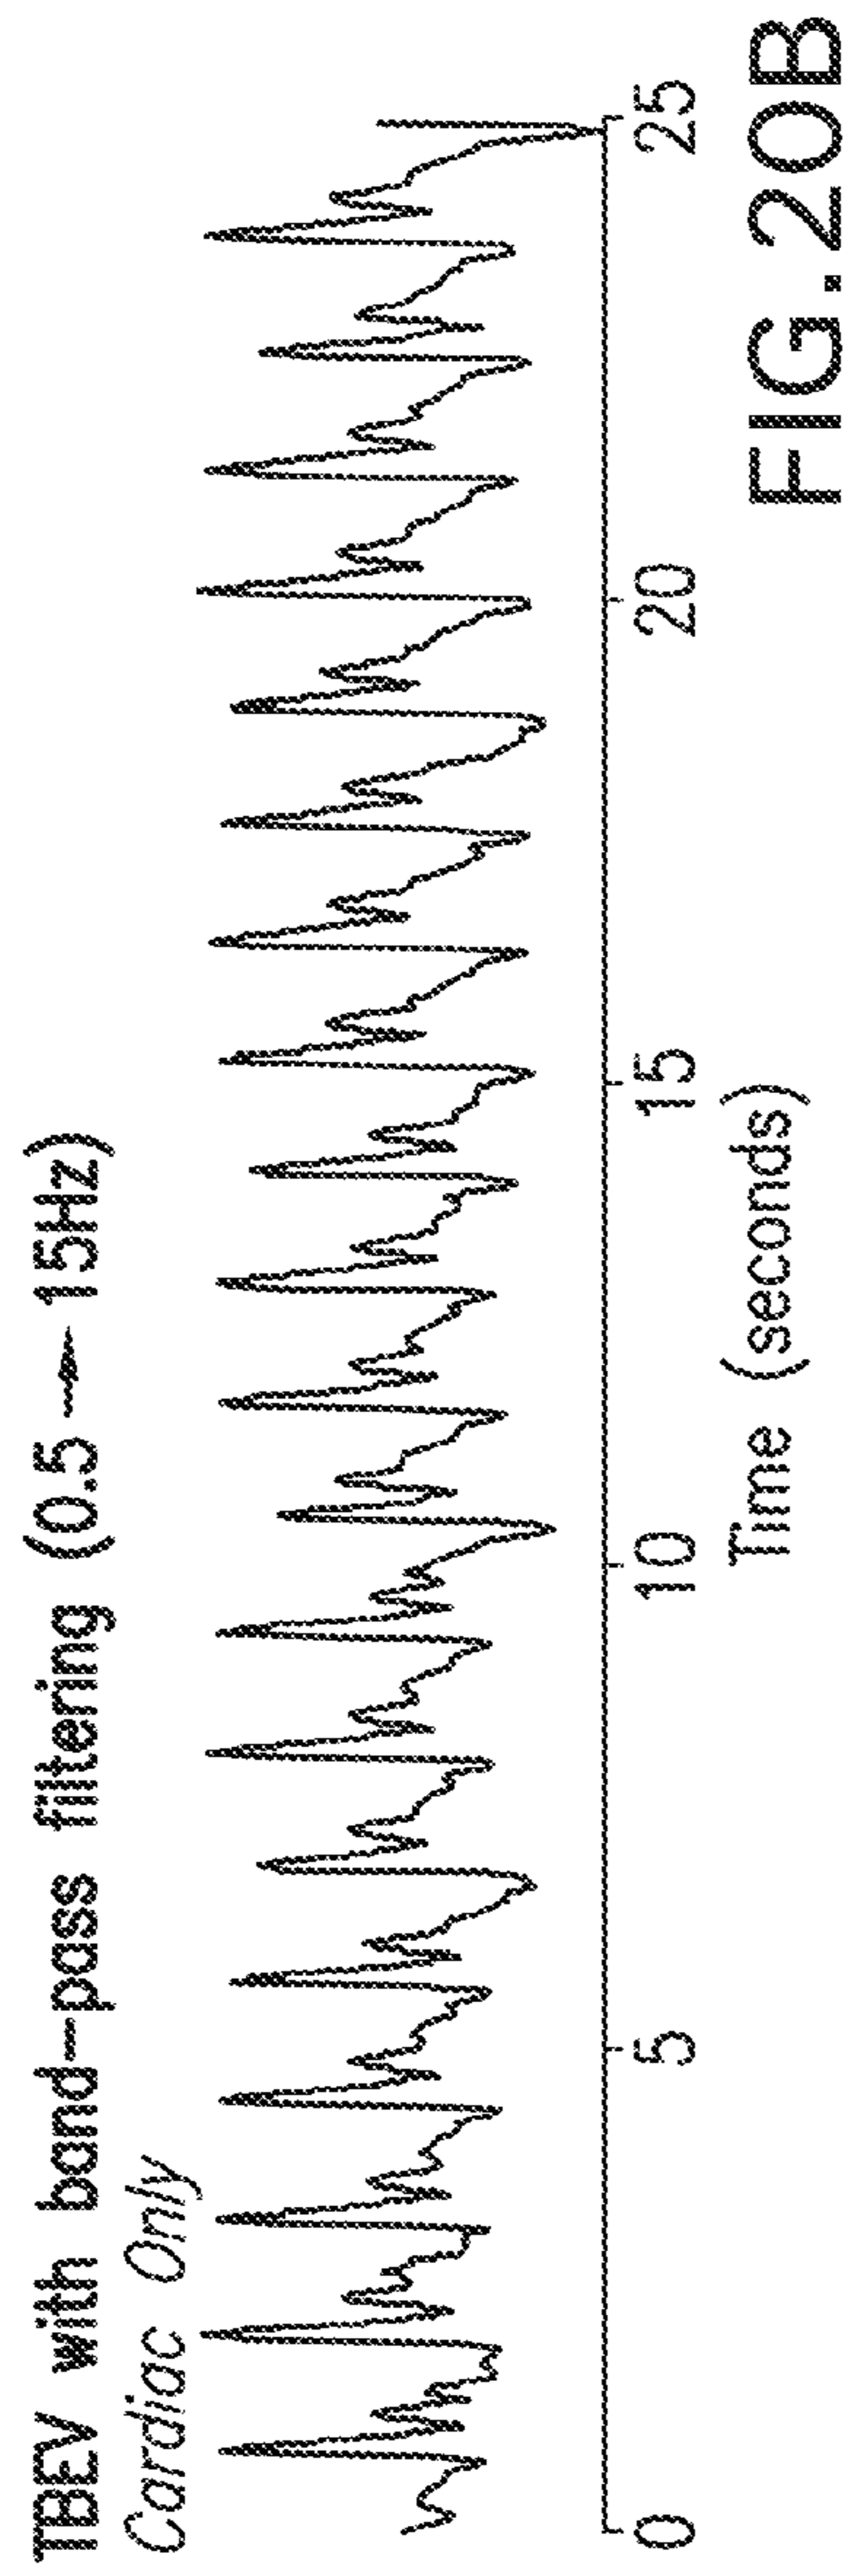 TBEV with band-pass filtering (0.5 → 15Hz)
Cardiac Only
0 5 10 15 20 25
Time (seconds)
FIG.20B